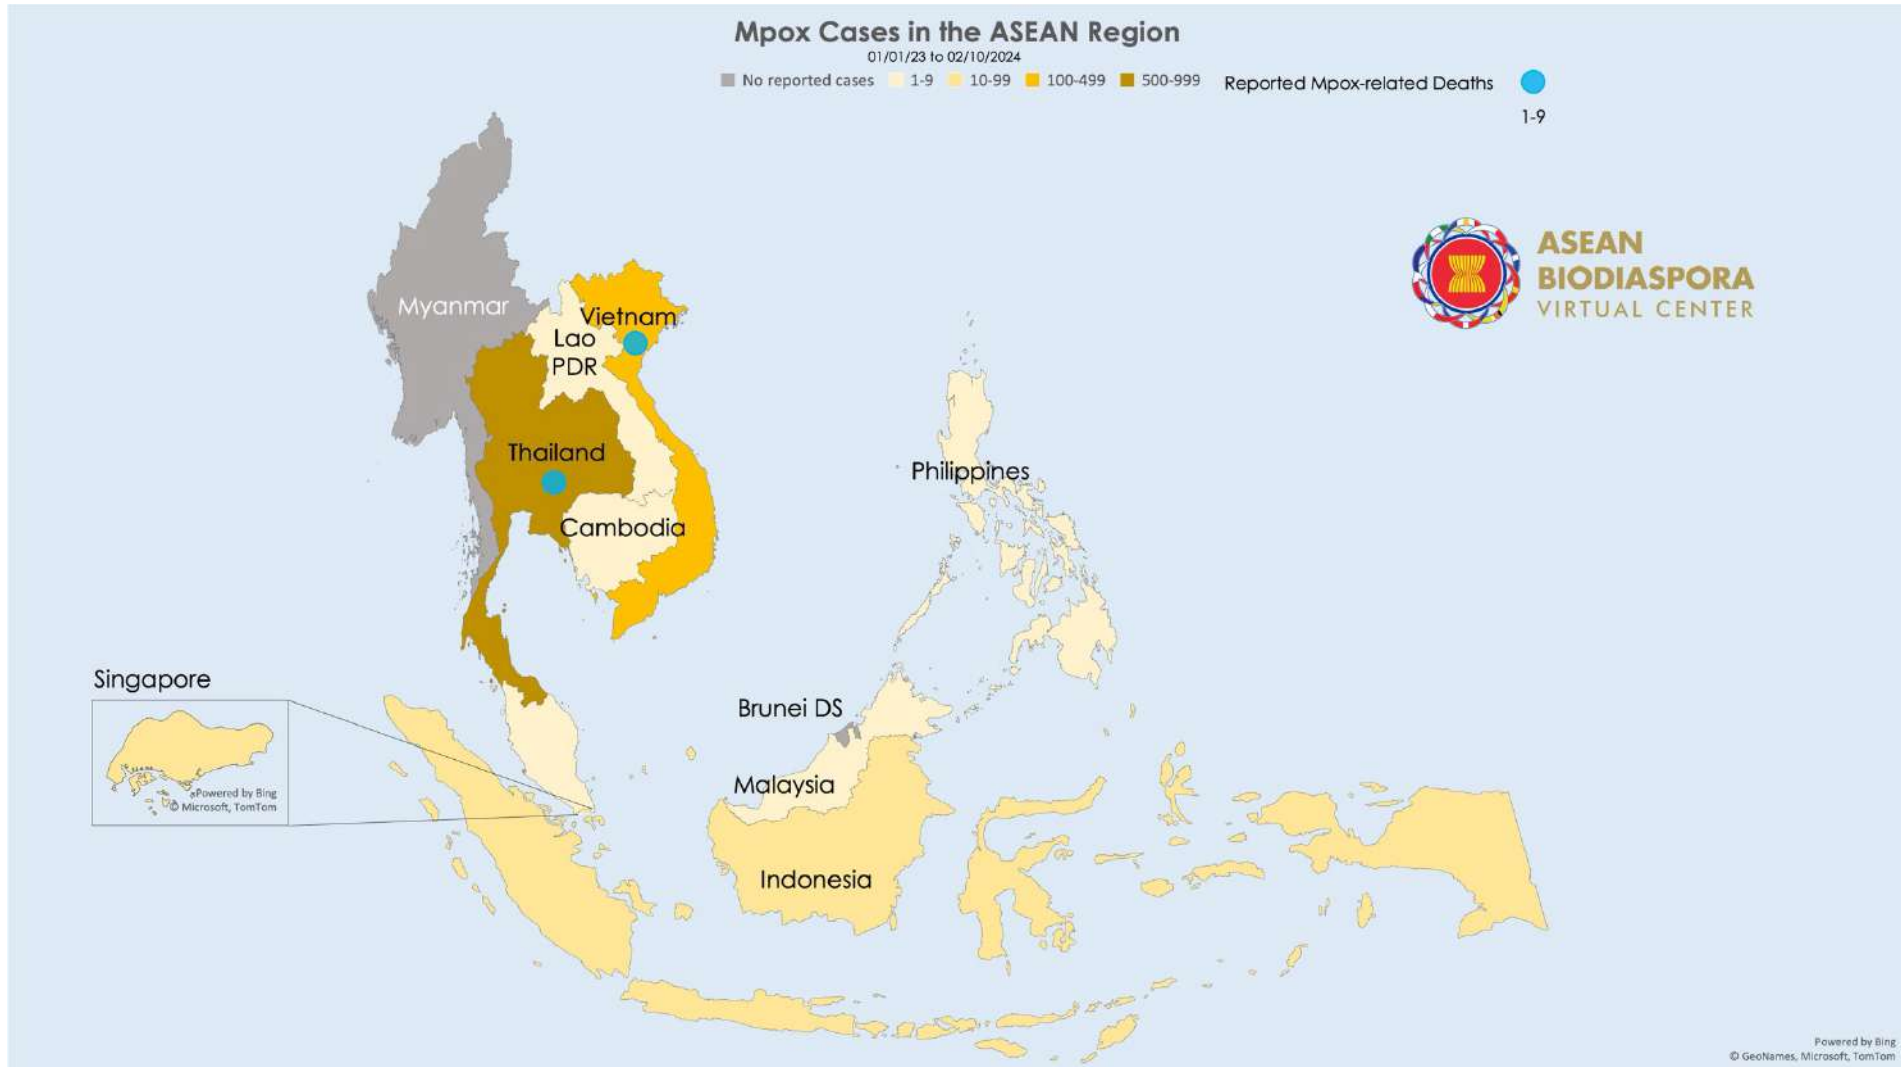 Mpox Cases in the ASEAN Region
01/01/23 to 02/10/2024
No reported cases 1-9 10-99 100-499 500-999 Reported Mpox-related Deaths
1-9
ASEAN
BIODIASPORA
VIRTUAL CENTER
Myanmar
Vietnam
Lao
PDR
Thailand
Philippines
Cambodia
Singapore
Brunei DS
Malaysia
Powered by Bing
© Microsoft, TomTom
Indonesia
Powered by Bing
© GeoNames, Microsoft, TomTom